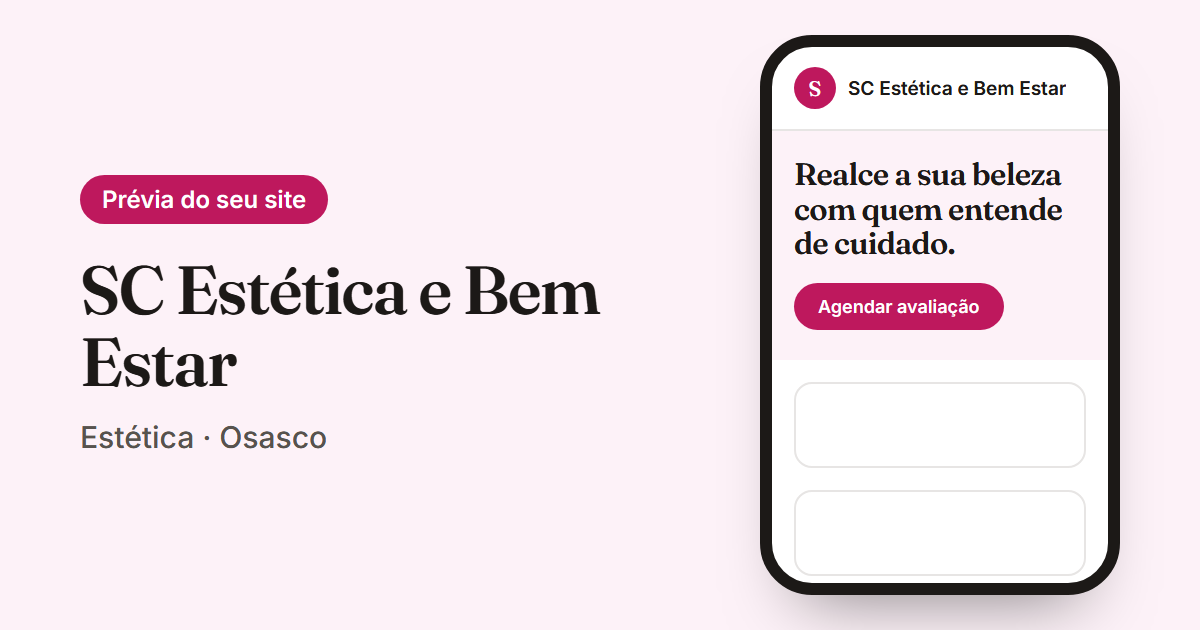 Prévia do seu site
SC Estética e Bem
Estar
Estética · Osasco
S
SC Estética e Bem Estar
Realce a sua beleza
com quem entende
de cuidado.
Agendar avaliação